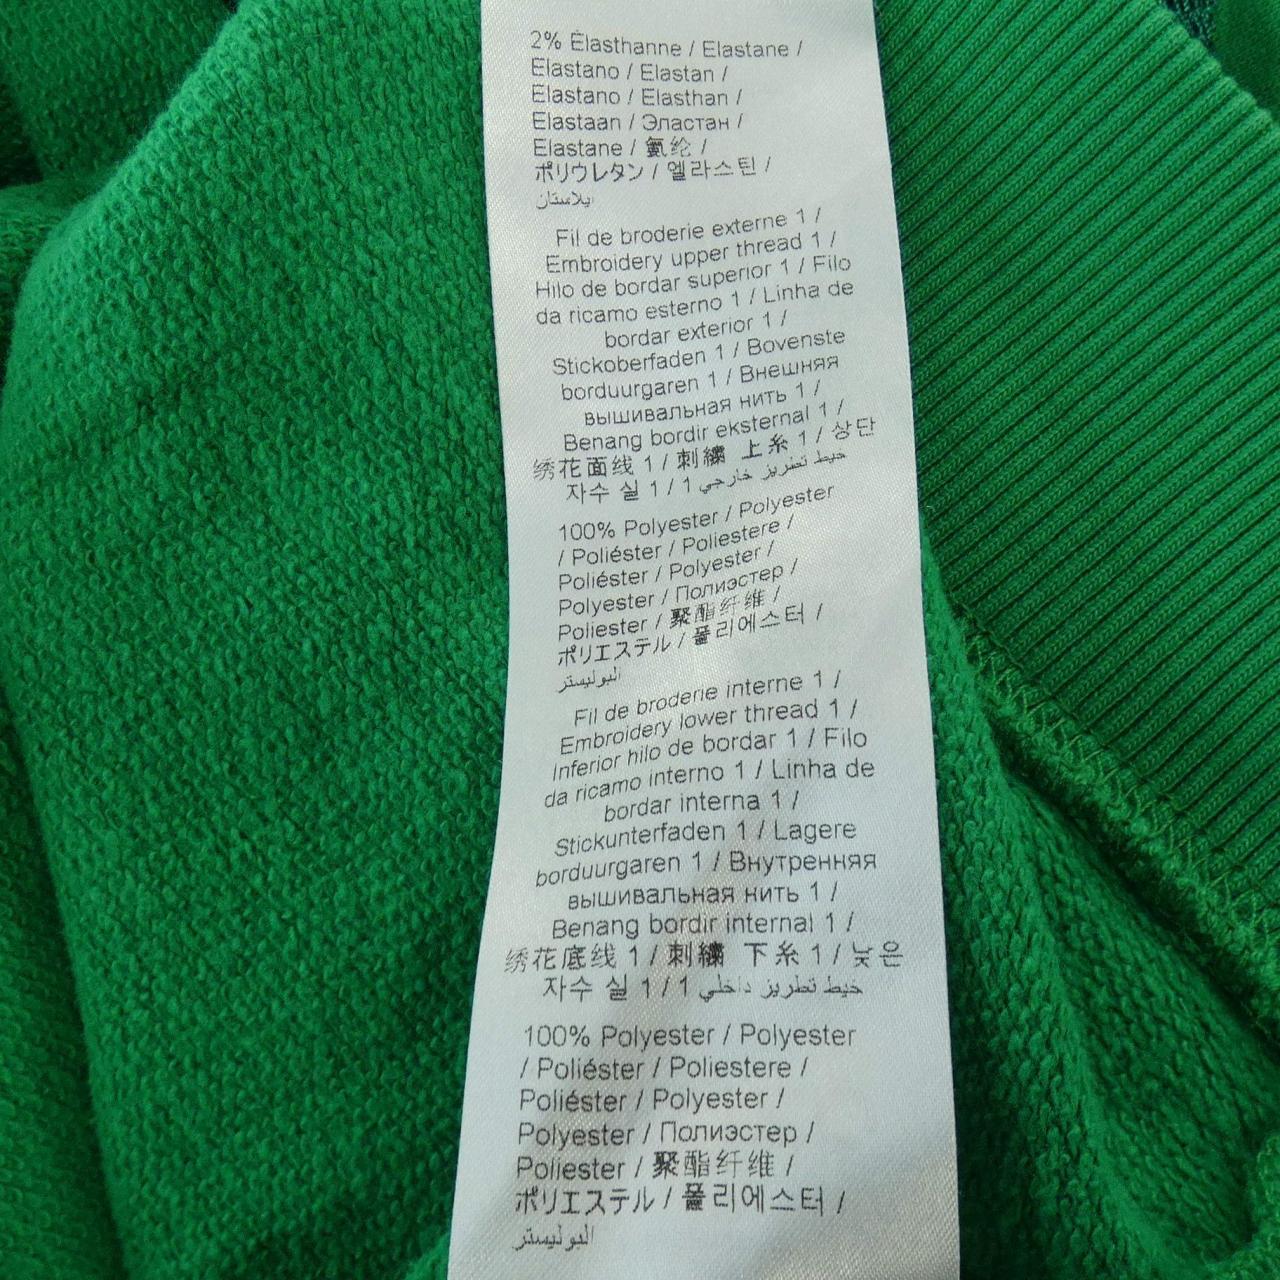 2% Élasthanne / Elastane /
Elastano / Elastan /
Elastano / Elasthan /
Elastaan / Эластан /
Elastane / 氨纶 /
ポリウレタン / 엘라스틴 /
ايلاستان
Fil de broderie externe 1 /
Embroidery upper thread 1 /
Hilo de bordar superior 1 / Filo
da ricamo esterno 1 / Linha de
bordar exterior 1 /
Stickoberfaden 1 / Bovenste
borduurgaren 1 / Внешняя
вышивальная нить 1 /
Benang bordir eksternal 1 /
绣花面线 1 / 刺繍 上糸 1 / 상단
자수 실 1 / 1 خيط تطريز خارجي
100% Polyester / Polyester
/ Poliéster / Poliestere /
Poliéster / Polyester /
Polyester / Полиэстер /
Poliester / 聚酯纤维 /
ポリエステル / 폴리에스터 /
البوليستر
Fil de broderie interne 1 /
Embroidery lower thread 1 /
Inferior hilo de bordar 1 / Filo
da ricamo interno 1 / Linha de
bordar interna 1 /
Stickunterfaden 1 / Lagere
borduurgaren 1 / Внутренняя
вышивальная нить 1 /
Benang bordir internal 1 /
绣花底线 1 / 刺繍 下糸 1 / 낮은
자수 실 1 / 1 خيط تطريز داخلي
100% Polyester / Polyester
/ Poliéster / Poliestere /
Poliéster / Polyester /
Polyester / Полиэстер /
Poliester / 聚酯纤维 /
ポリエステル / 폴리에스터 /
البوليستر